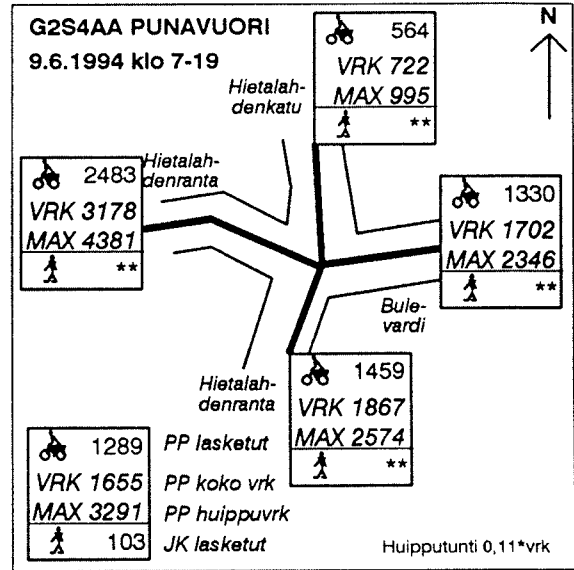 G2S4AA PUNAVUORI
9.6.1994 klo 7-19
N
564
VRK 722
MAX 995
**
Hietalah-
denkatu
2483
VRK 3178
MAX 4381
**
Hietalah-
denranta
1330
VRK 1702
MAX 2346
**
Bule-
vardi
Hietalah-
denranta
1459
VRK 1867
MAX 2574
**
1289 PP lasketut
VRK 1655 PP koko vrk
MAX 3291 PP huippuvrk
103 JK lasketut
Huipputunti 0,11*vrk